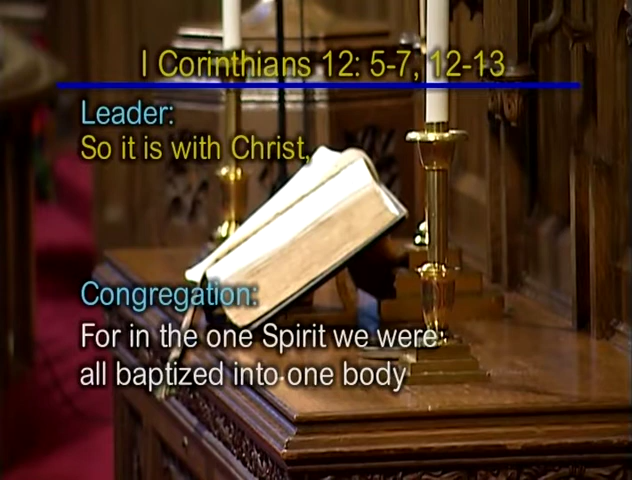 I Corinthians 12: 5-7, 12-13
Leader:
So it is with Christ,
Congregation:
For in the one Spirit we were
all baptized into one body